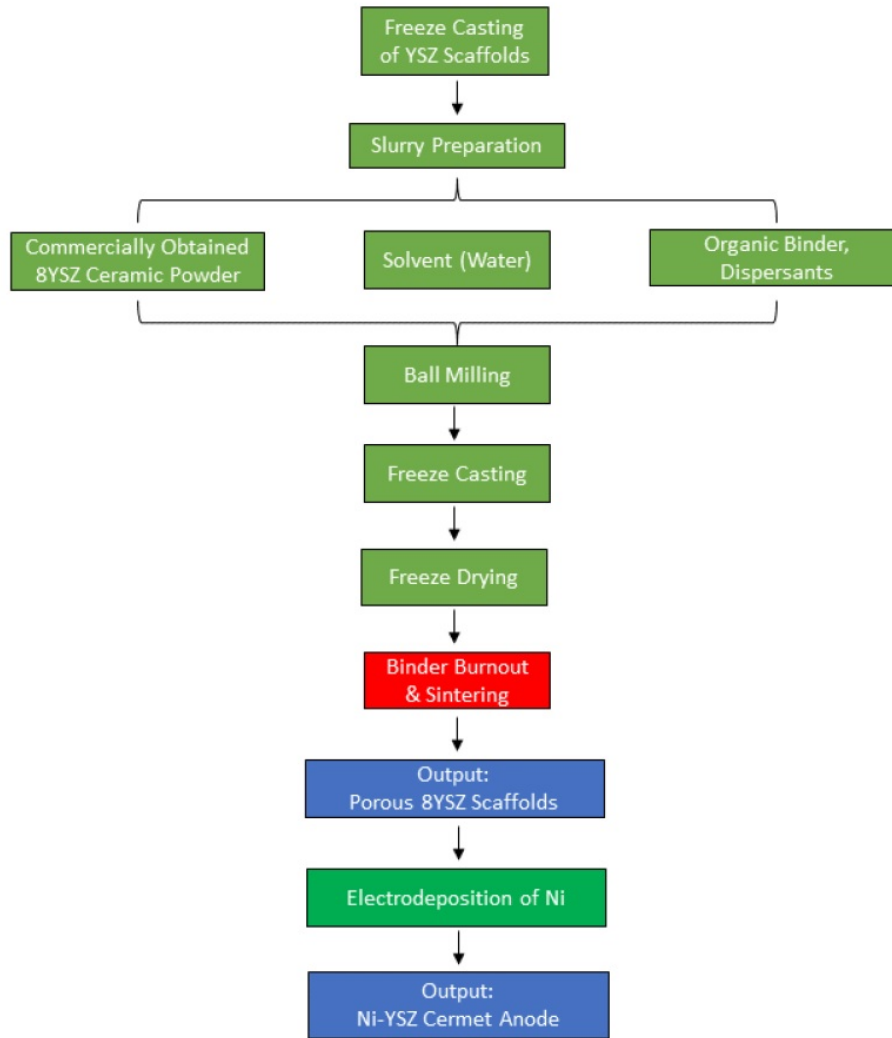 Freeze Casting
of YSZ Scaffolds
Slurry Preparation
Commercially Obtained
8YSZ Ceramic Powder
Solvent (Water)
Organic Binder,
Dispersants
Ball Milling
Freeze Casting
Freeze Drying
Binder Burnout
& Sintering
Output:
Porous 8YSZ Scaffolds
Electrodeposition of Ni
Output:
Ni-YSZ Cermet Anode